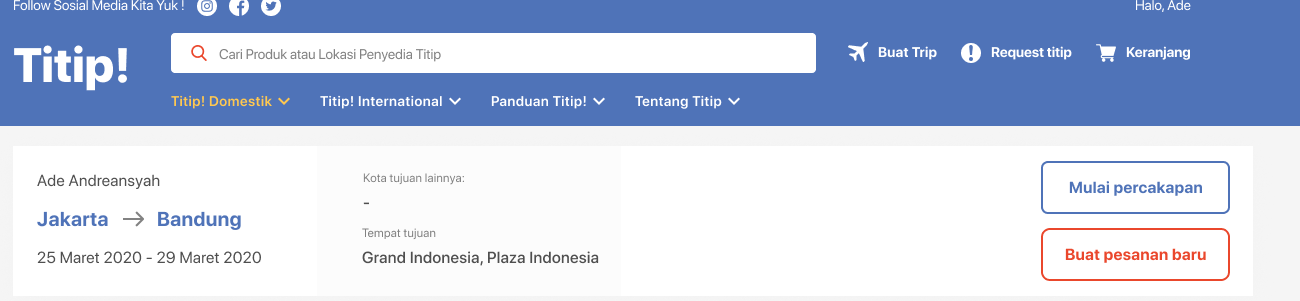 Follow Sosial Media Kita Yuk !
Halo, Ade
Titip!
Cari Produk atau Lokasi Penyedia Titip
Buat Trip
Request titip
Keranjang
Titip! Domestik
Titip! International
Panduan Titip!
Tentang Titip
Ade Andreansyah
Jakarta → Bandung
25 Maret 2020 - 29 Maret 2020
Kota tujuan lainnya:
-
Tempat tujuan
Grand Indonesia, Plaza Indonesia
Mulai percakapan
Buat pesanan baru